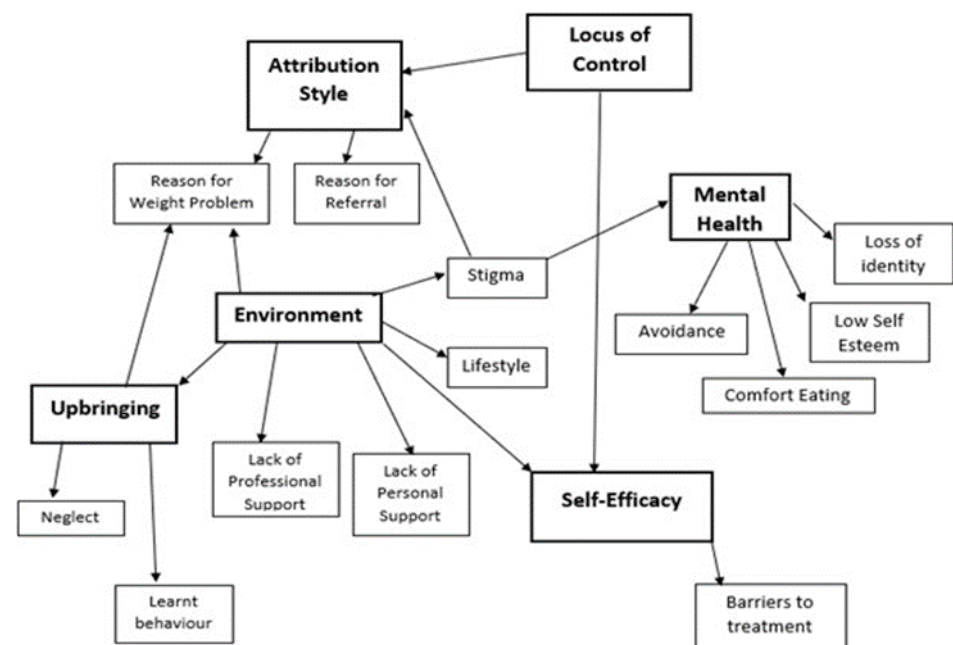 Locus of
Control
Attribution
Style
Reason for
Weight Problem
Reason for
Referral
Mental
Health
Loss of
identity
Stigma
Environment
Avoidance
Low Self
Esteem
Lifestyle
Comfort Eating
Upbringing
Lack of
Professional
Support
Lack of
Personal
Support
Self-Efficacy
Neglect
Learnt
behaviour
Barriers to
treatment